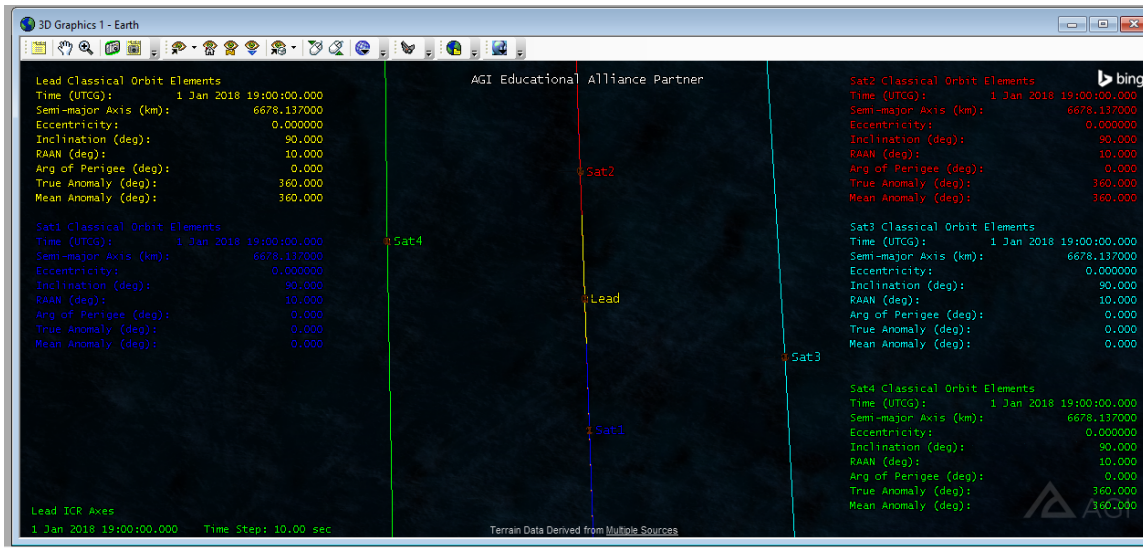 3D Graphics 1 - Earth
AGI Educational Alliance Partner
bing
Lead Classical Orbit Elements
Time (UTCG): 1 Jan 2018 19:00:00.000
Semi-major Axis (km): 6678.137000
Eccentricity: 0.000000
Inclination (deg): 90.000
RAAN (deg): 10.000
Arg of Perigee (deg): 0.000
True Anomaly (deg): 360.000
Mean Anomaly (deg): 360.000
Sat1 Classical Orbit Elements
Time (UTCG): 1 Jan 2018 19:00:00.000
Semi-major Axis (km): 6678.137000
Eccentricity: 0.000000
Inclination (deg): 90.000
RAAN (deg): 10.000
Arg of Perigee (deg): 0.000
True Anomaly (deg): 0.000
Mean Anomaly (deg): 0.000
Sat4
Sat2
Lead
Sat1
Sat3
Sat2 Classical Orbit Elements
Time (UTCG): 1 Jan 2018 19:00:00.000
Semi-major Axis (km): 6678.137000
Eccentricity: 0.000000
Inclination (deg): 90.000
RAAN (deg): 10.000
Arg of Perigee (deg): 0.000
True Anomaly (deg): 360.000
Mean Anomaly (deg): 360.000
Sat3 Classical Orbit Elements
Time (UTCG): 1 Jan 2018 19:00:00.000
Semi-major Axis (km): 6678.137000
Eccentricity: 0.000000
Inclination (deg): 90.000
RAAN (deg): 10.000
Arg of Perigee (deg): 0.000
True Anomaly (deg): 0.000
Mean Anomaly (deg): 0.000
Sat4 Classical Orbit Elements
Time (UTCG): 1 Jan 2018 19:00:00.000
Semi-major Axis (km): 6678.137000
Eccentricity: 0.000000
Inclination (deg): 90.000
RAAN (deg): 10.000
Arg of Perigee (deg): 0.000
True Anomaly (deg): 360.000
Mean Anomaly (deg): 360.000
AGI
Lead ICR Axes
1 Jan 2018 19:00:00.000 Time Step: 10.00 sec
Terrain Data Derived from Multiple Sources